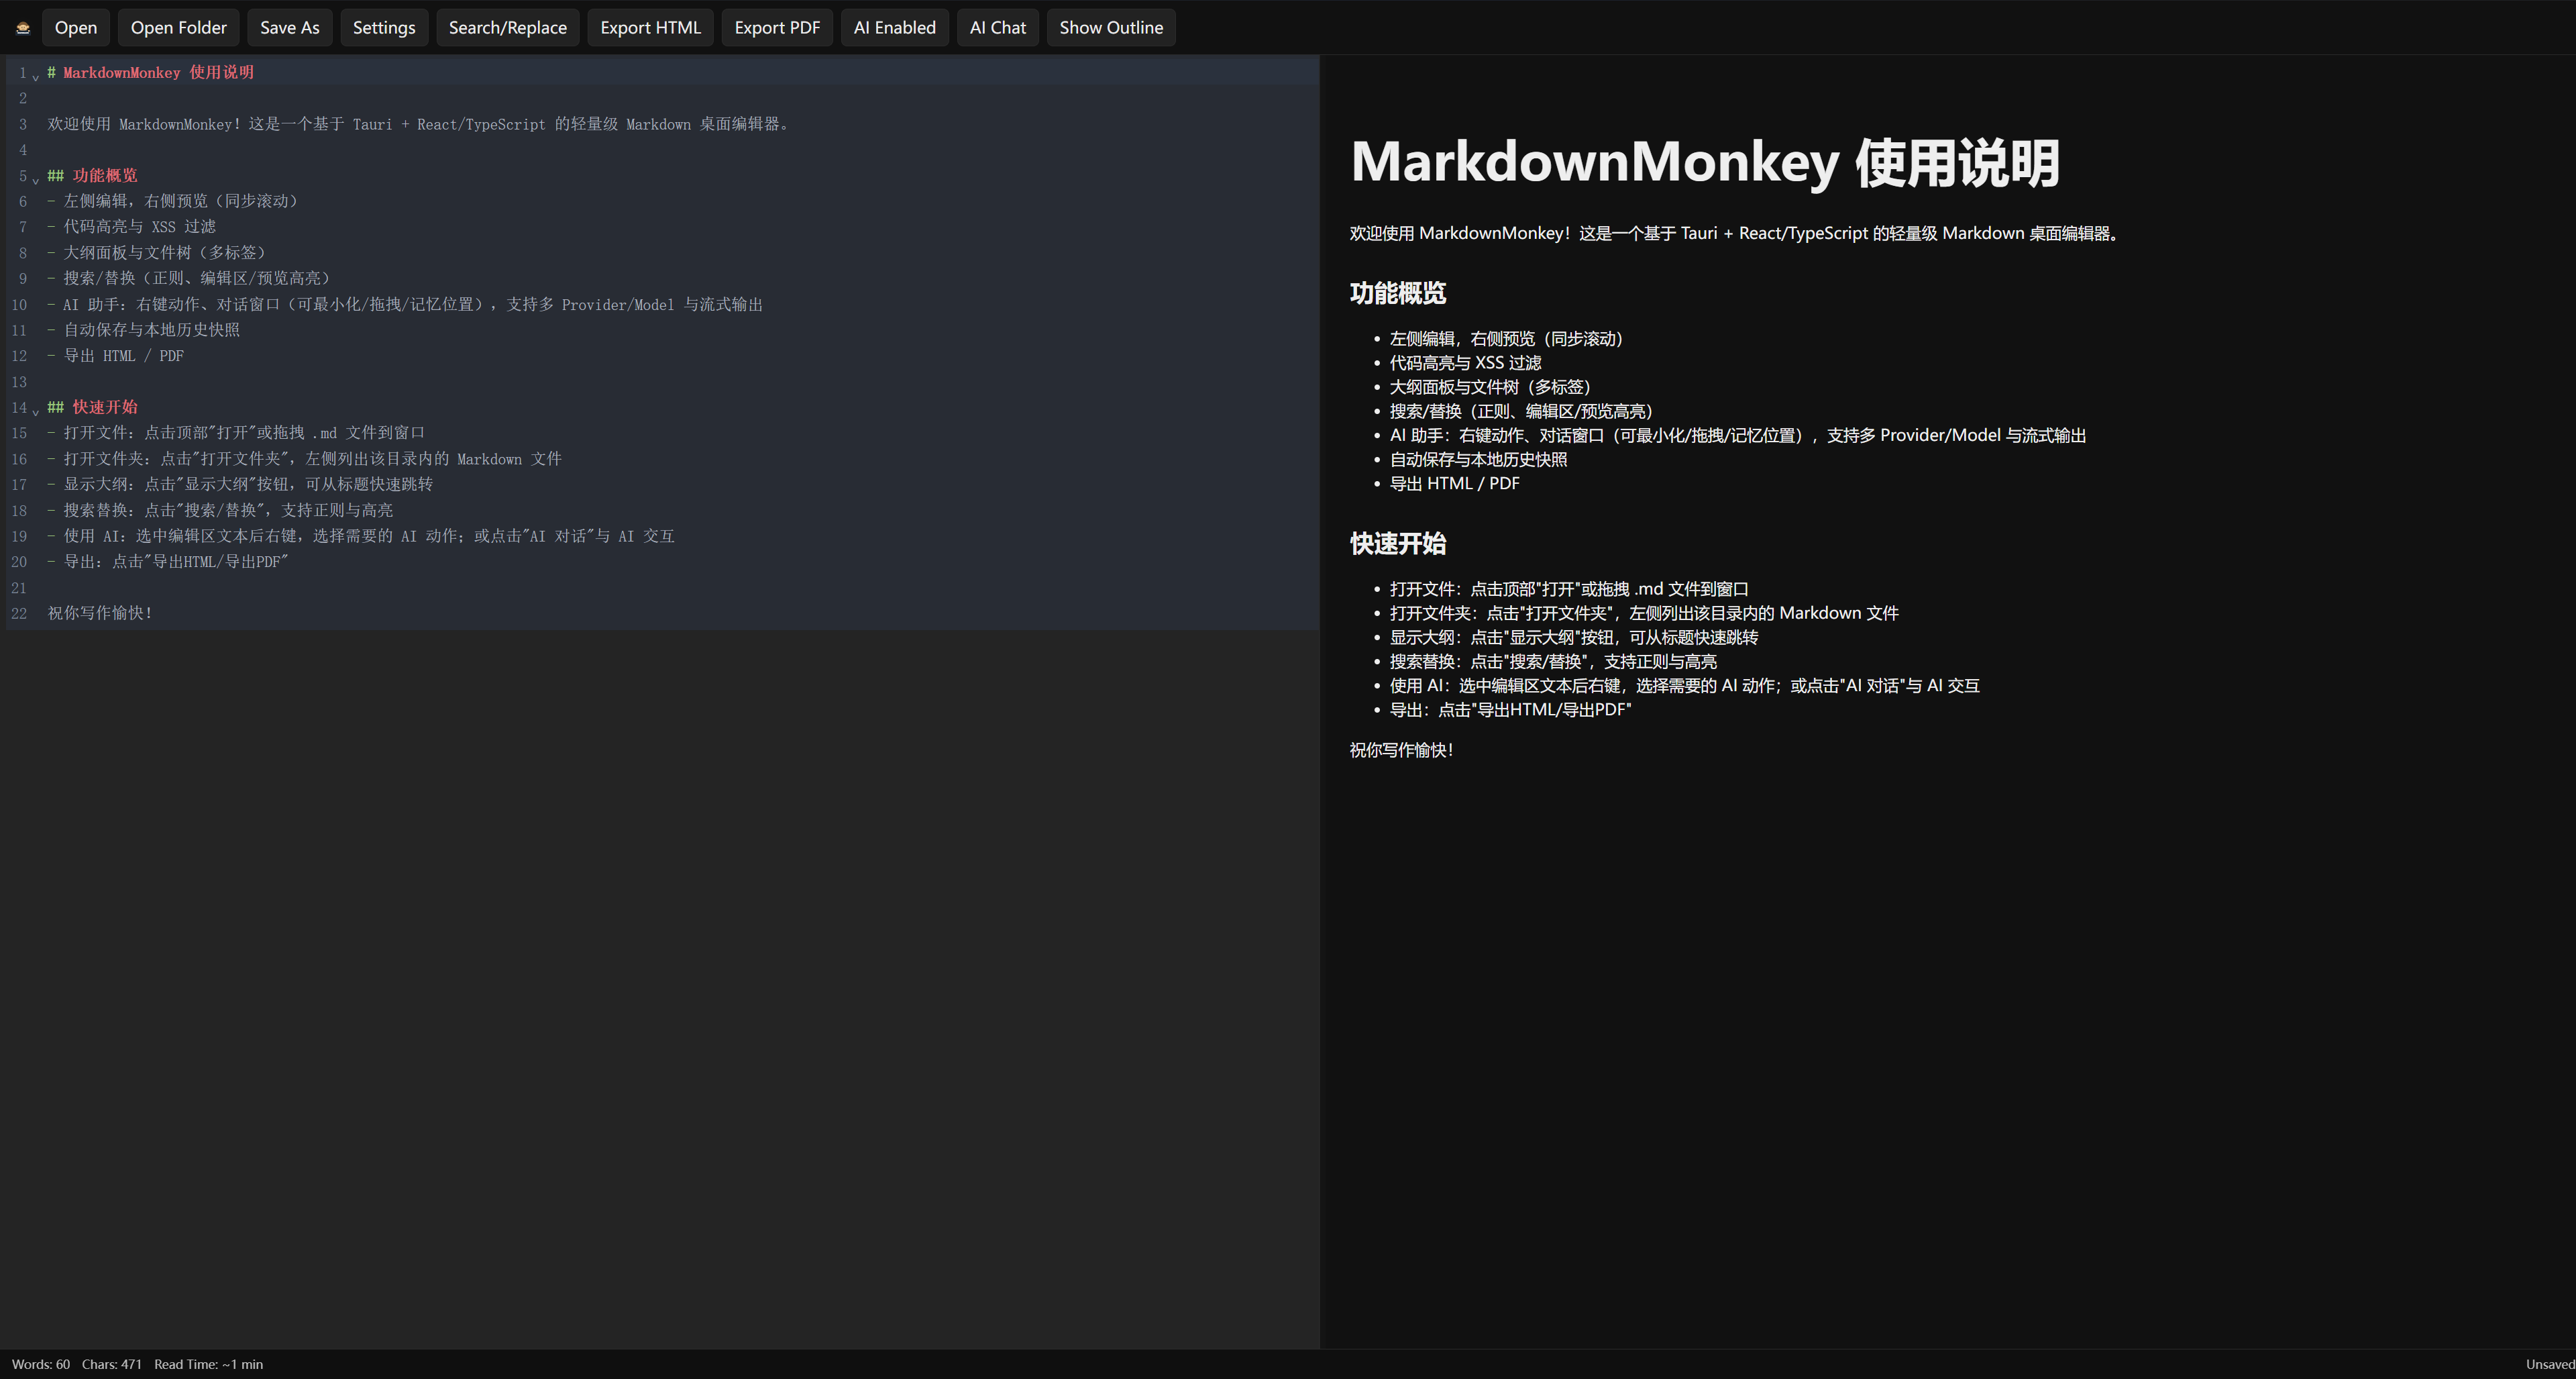 Open Open Folder Save As Settings Search/Replace Export HTML Export PDF AI Enabled AI Chat Show Outline
1 # MarkdownMonkey 使用说明
2
3 欢迎使用 MarkdownMonkey！这是一个基于 Tauri + React/TypeScript 的轻量级 Markdown 桌面编辑器。
4
5 ## 功能概览
6 - 左侧编辑，右侧预览（同步滚动）
7 - 代码高亮与 XSS 过滤
8 - 大纲面板与文件树（多标签）
9 - 搜索/替换（正则、编辑区/预览高亮）
10 - AI 助手：右键动作、对话窗口（可最小化/拖拽/记忆位置），支持多 Provider/Model 与流式输出
11 - 自动保存与本地历史快照
12 - 导出 HTML / PDF
13
14 ## 快速开始
15 - 打开文件：点击顶部"打开"或拖拽 .md 文件到窗口
16 - 打开文件夹：点击"打开文件夹"，左侧列出该目录内的 Markdown 文件
17 - 显示大纲：点击"显示大纲"按钮，可从标题快速跳转
18 - 搜索替换：点击"搜索/替换"，支持正则与高亮
19 - 使用 AI：选中编辑区文本后右键，选择需要的 AI 动作；或点击"AI 对话"与 AI 交互
20 - 导出：点击"导出HTML/导出PDF"
21
22 祝你写作愉快！
MarkdownMonkey 使用说明
欢迎使用 MarkdownMonkey！这是一个基于 Tauri + React/TypeScript 的轻量级 Markdown 桌面编辑器。
功能概览
• 左侧编辑，右侧预览（同步滚动）
• 代码高亮与 XSS 过滤
• 大纲面板与文件树（多标签）
• 搜索/替换（正则、编辑区/预览高亮）
• AI 助手：右键动作、对话窗口（可最小化/拖拽/记忆位置），支持多 Provider/Model 与流式输出
• 自动保存与本地历史快照
• 导出 HTML / PDF
快速开始
• 打开文件：点击顶部"打开"或拖拽 .md 文件到窗口
• 打开文件夹：点击"打开文件夹"，左侧列出该目录内的 Markdown 文件
• 显示大纲：点击"显示大纲"按钮，可从标题快速跳转
• 搜索替换：点击"搜索/替换"，支持正则与高亮
• 使用 AI：选中编辑区文本后右键，选择需要的 AI 动作；或点击"AI 对话"与 AI 交互
• 导出：点击"导出HTML/导出PDF"
祝你写作愉快！
Words: 60 Chars: 471 Read Time: ~1 min Unsaved